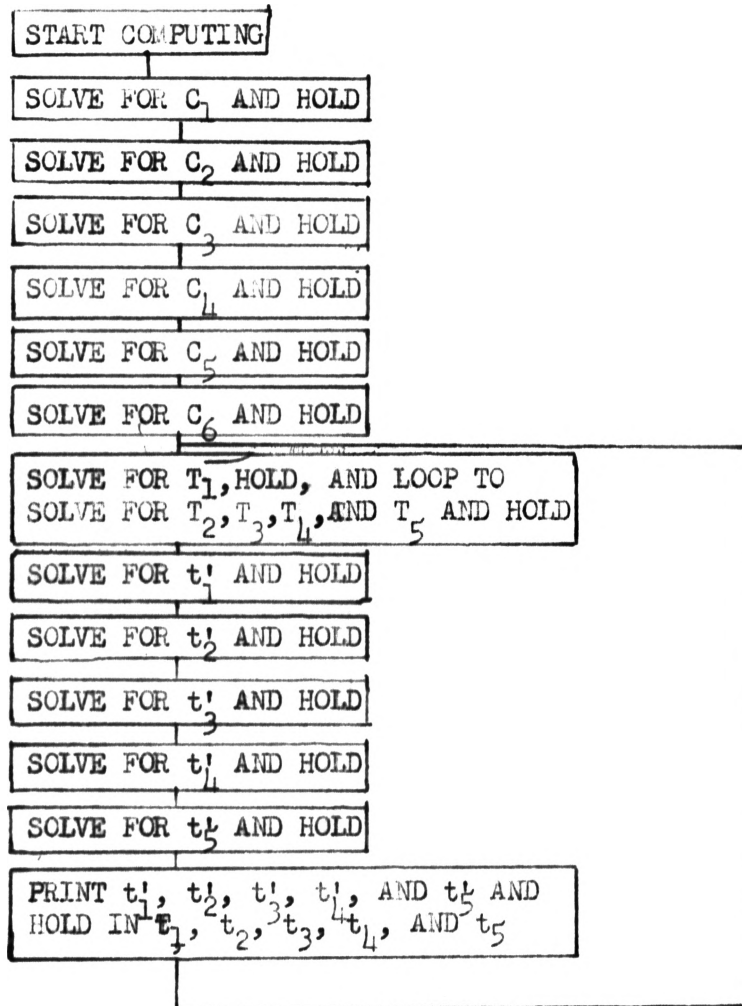 START COMPUTING
SOLVE FOR C₁ AND HOLD
SOLVE FOR C₂ AND HOLD
SOLVE FOR C₃ AND HOLD
SOLVE FOR C₄ AND HOLD
SOLVE FOR C₅ AND HOLD
SOLVE FOR C₆ AND HOLD
SOLVE FOR T₁, HOLD, AND LOOP TO
SOLVE FOR T₂, T₃, T₄, AND T₅ AND HOLD
SOLVE FOR t'₁ AND HOLD
SOLVE FOR t'₂ AND HOLD
SOLVE FOR t'₃ AND HOLD
SOLVE FOR t'₄ AND HOLD
SOLVE FOR t'₅ AND HOLD
PRINT t'₁, t'₂, t'₃, t'₄, AND t'₅ AND
HOLD IN t₁, t₂, t₃, t₄, AND t₅